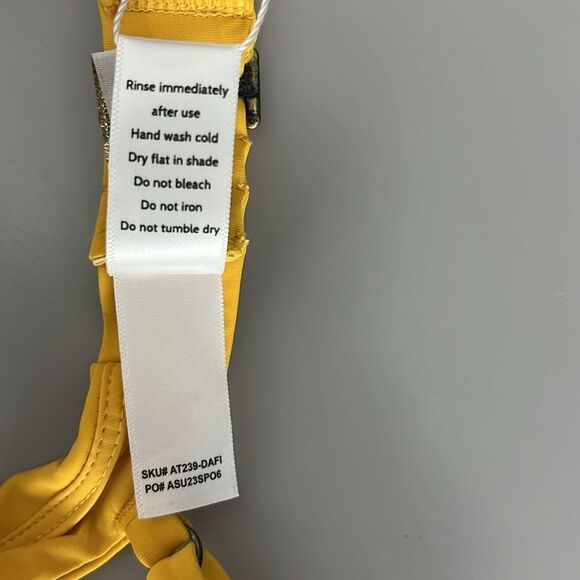 Rinse immediately
after use
Hand wash cold
Dry flat in shade
Do not bleach
Do not iron
Do not tumble dry
SKU# AT239-DAFI
PO# ASU23SPO6